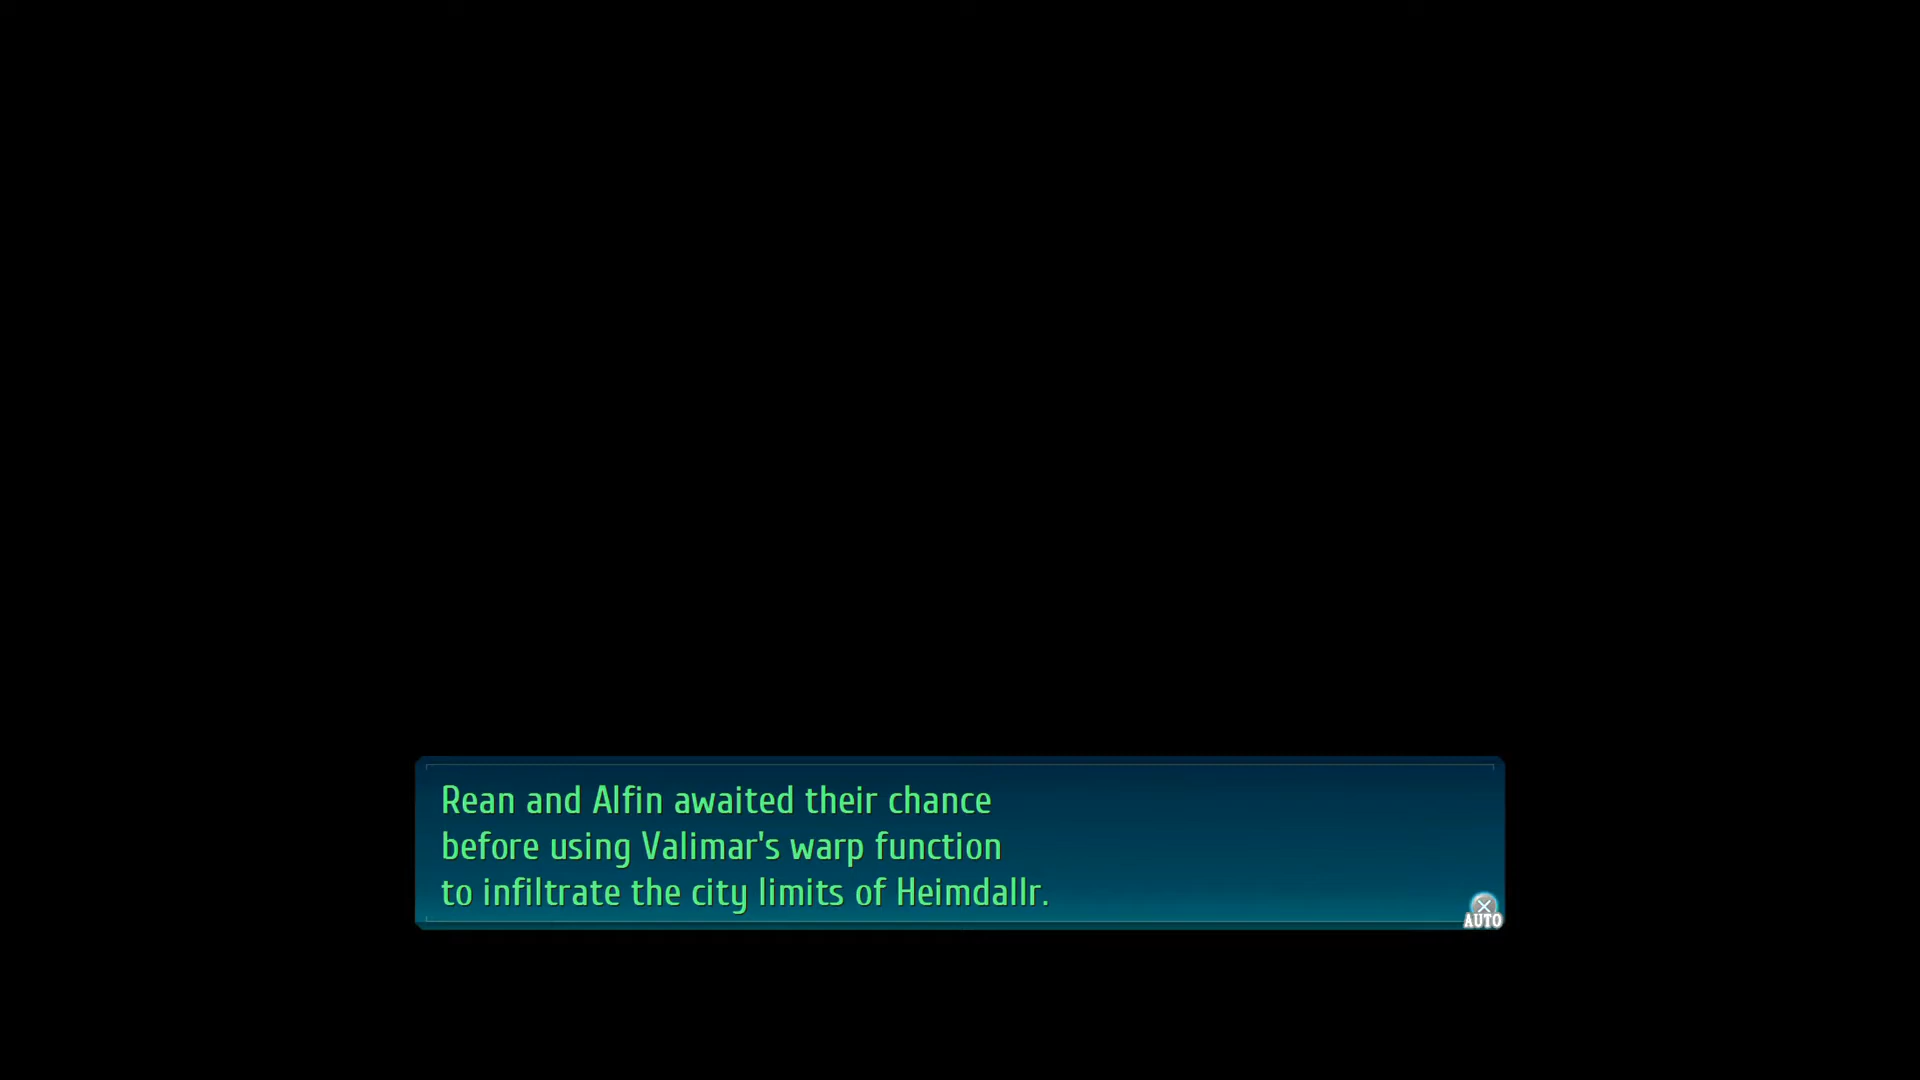 Rean and Alfin awaited their chance
before using Valimar's warp function
to infiltrate the city limits of Heimdallr.
AUTO